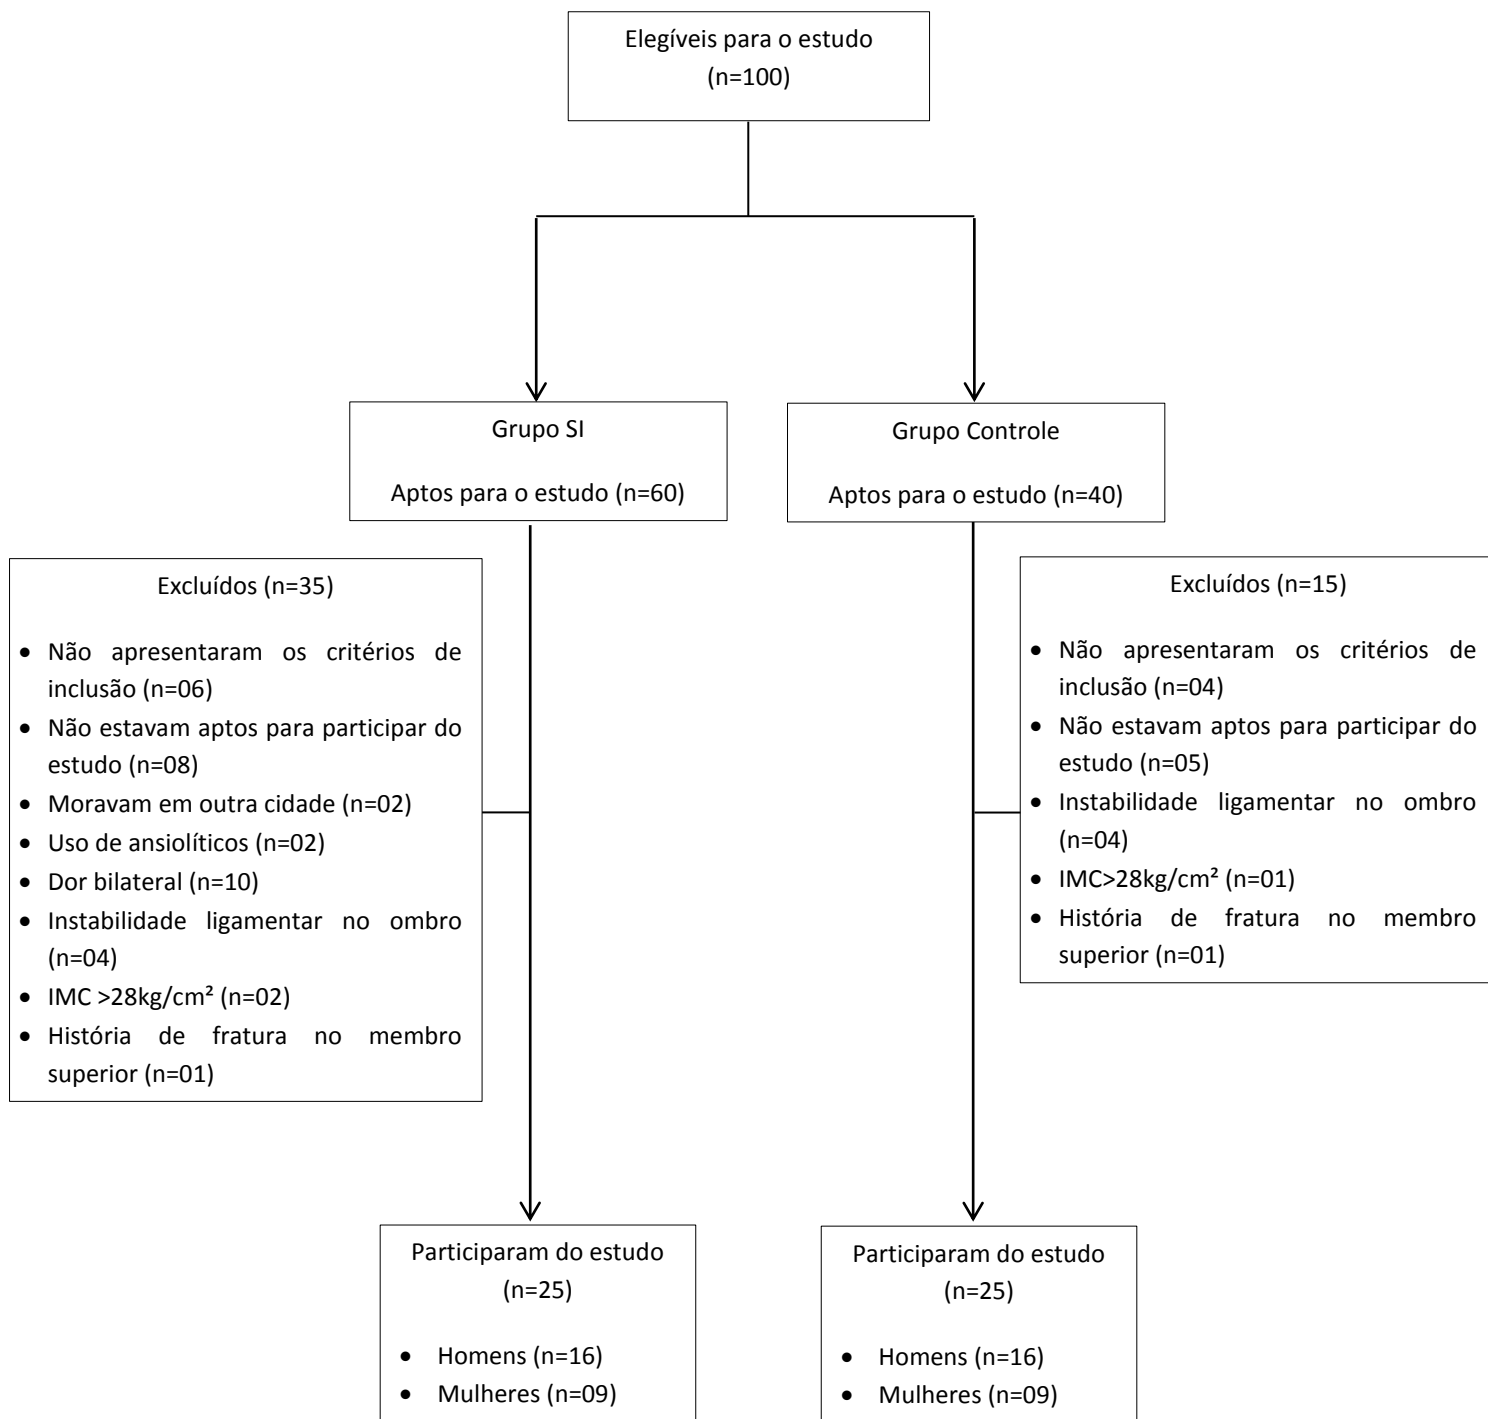 Elegíveis para o estudo
(n=100)
Grupo SI
Aptos para o estudo (n=60)
Grupo Controle
Aptos para o estudo (n=40)
Excluídos (n=35)
• Não apresentaram os critérios de
inclusão (n=06)
• Não estavam aptos para participar do
estudo (n=08)
• Moravam em outra cidade (n=02)
• Uso de ansiolíticos (n=02)
• Dor bilateral (n=10)
• Instabilidade ligamentar no ombro
(n=04)
• IMC >28kg/cm² (n=02)
• História de fratura no membro
superior (n=01)
Excluídos (n=15)
• Não apresentaram os critérios de
inclusão (n=04)
• Não estavam aptos para participar do
estudo (n=05)
• Instabilidade ligamentar no ombro
(n=04)
• IMC>28kg/cm² (n=01)
• História de fratura no membro
superior (n=01)
Participaram do estudo
(n=25)
• Homens (n=16)
• Mulheres (n=09)
Participaram do estudo
(n=25)
• Homens (n=16)
• Mulheres (n=09)